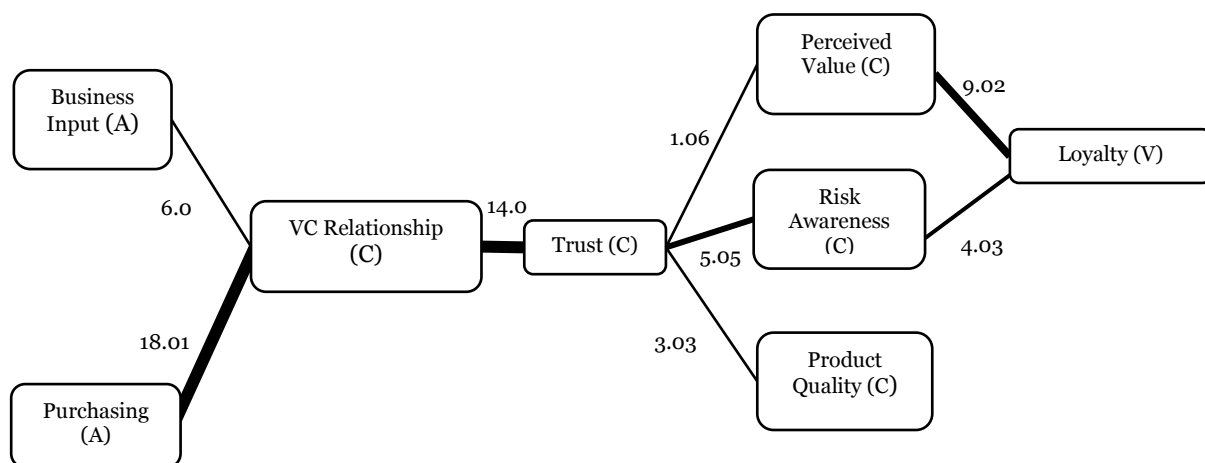 Business
Input (A)
6.0
18.01
Purchasing
(A)
VC Relationship
(C)
14.0
Trust (C)
1.06
5.05
3.03
Perceived
Value (C)
Risk
Awareness
(C)
Product
Quality (C)
9.02
4.03
Loyalty (V)